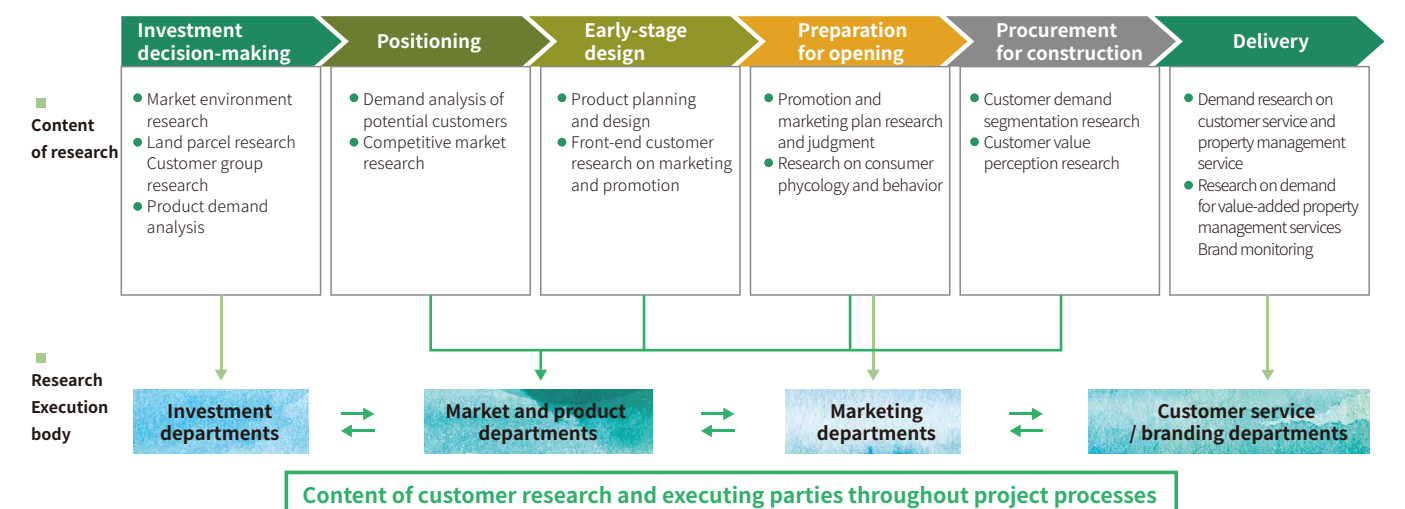 Investment
decision-making
Positioning
Early-stage
design
Preparation
for opening
Procurement
for construction
Delivery
Content
of research
Market environment
research
Land parcel research
Customer group
research
Product demand
analysis
Demand analysis of
potential customers
Competitive market
research
Product planning
and design
Front-end customer
research on marketing
and promotion
Promotion and
marketing plan research
and judgment
Research on consumer
phycology and behavior
Customer demand
segmentation research
Customer value
perception research
Demand research on
customer service and
property management
service
Research on demand
for value-added property
management services
Brand monitoring
Research
Execution
body
Investment
departments
Market and product
departments
Marketing
departments
Customer service
/ branding departments
Content of customer research and executing parties throughout project processes